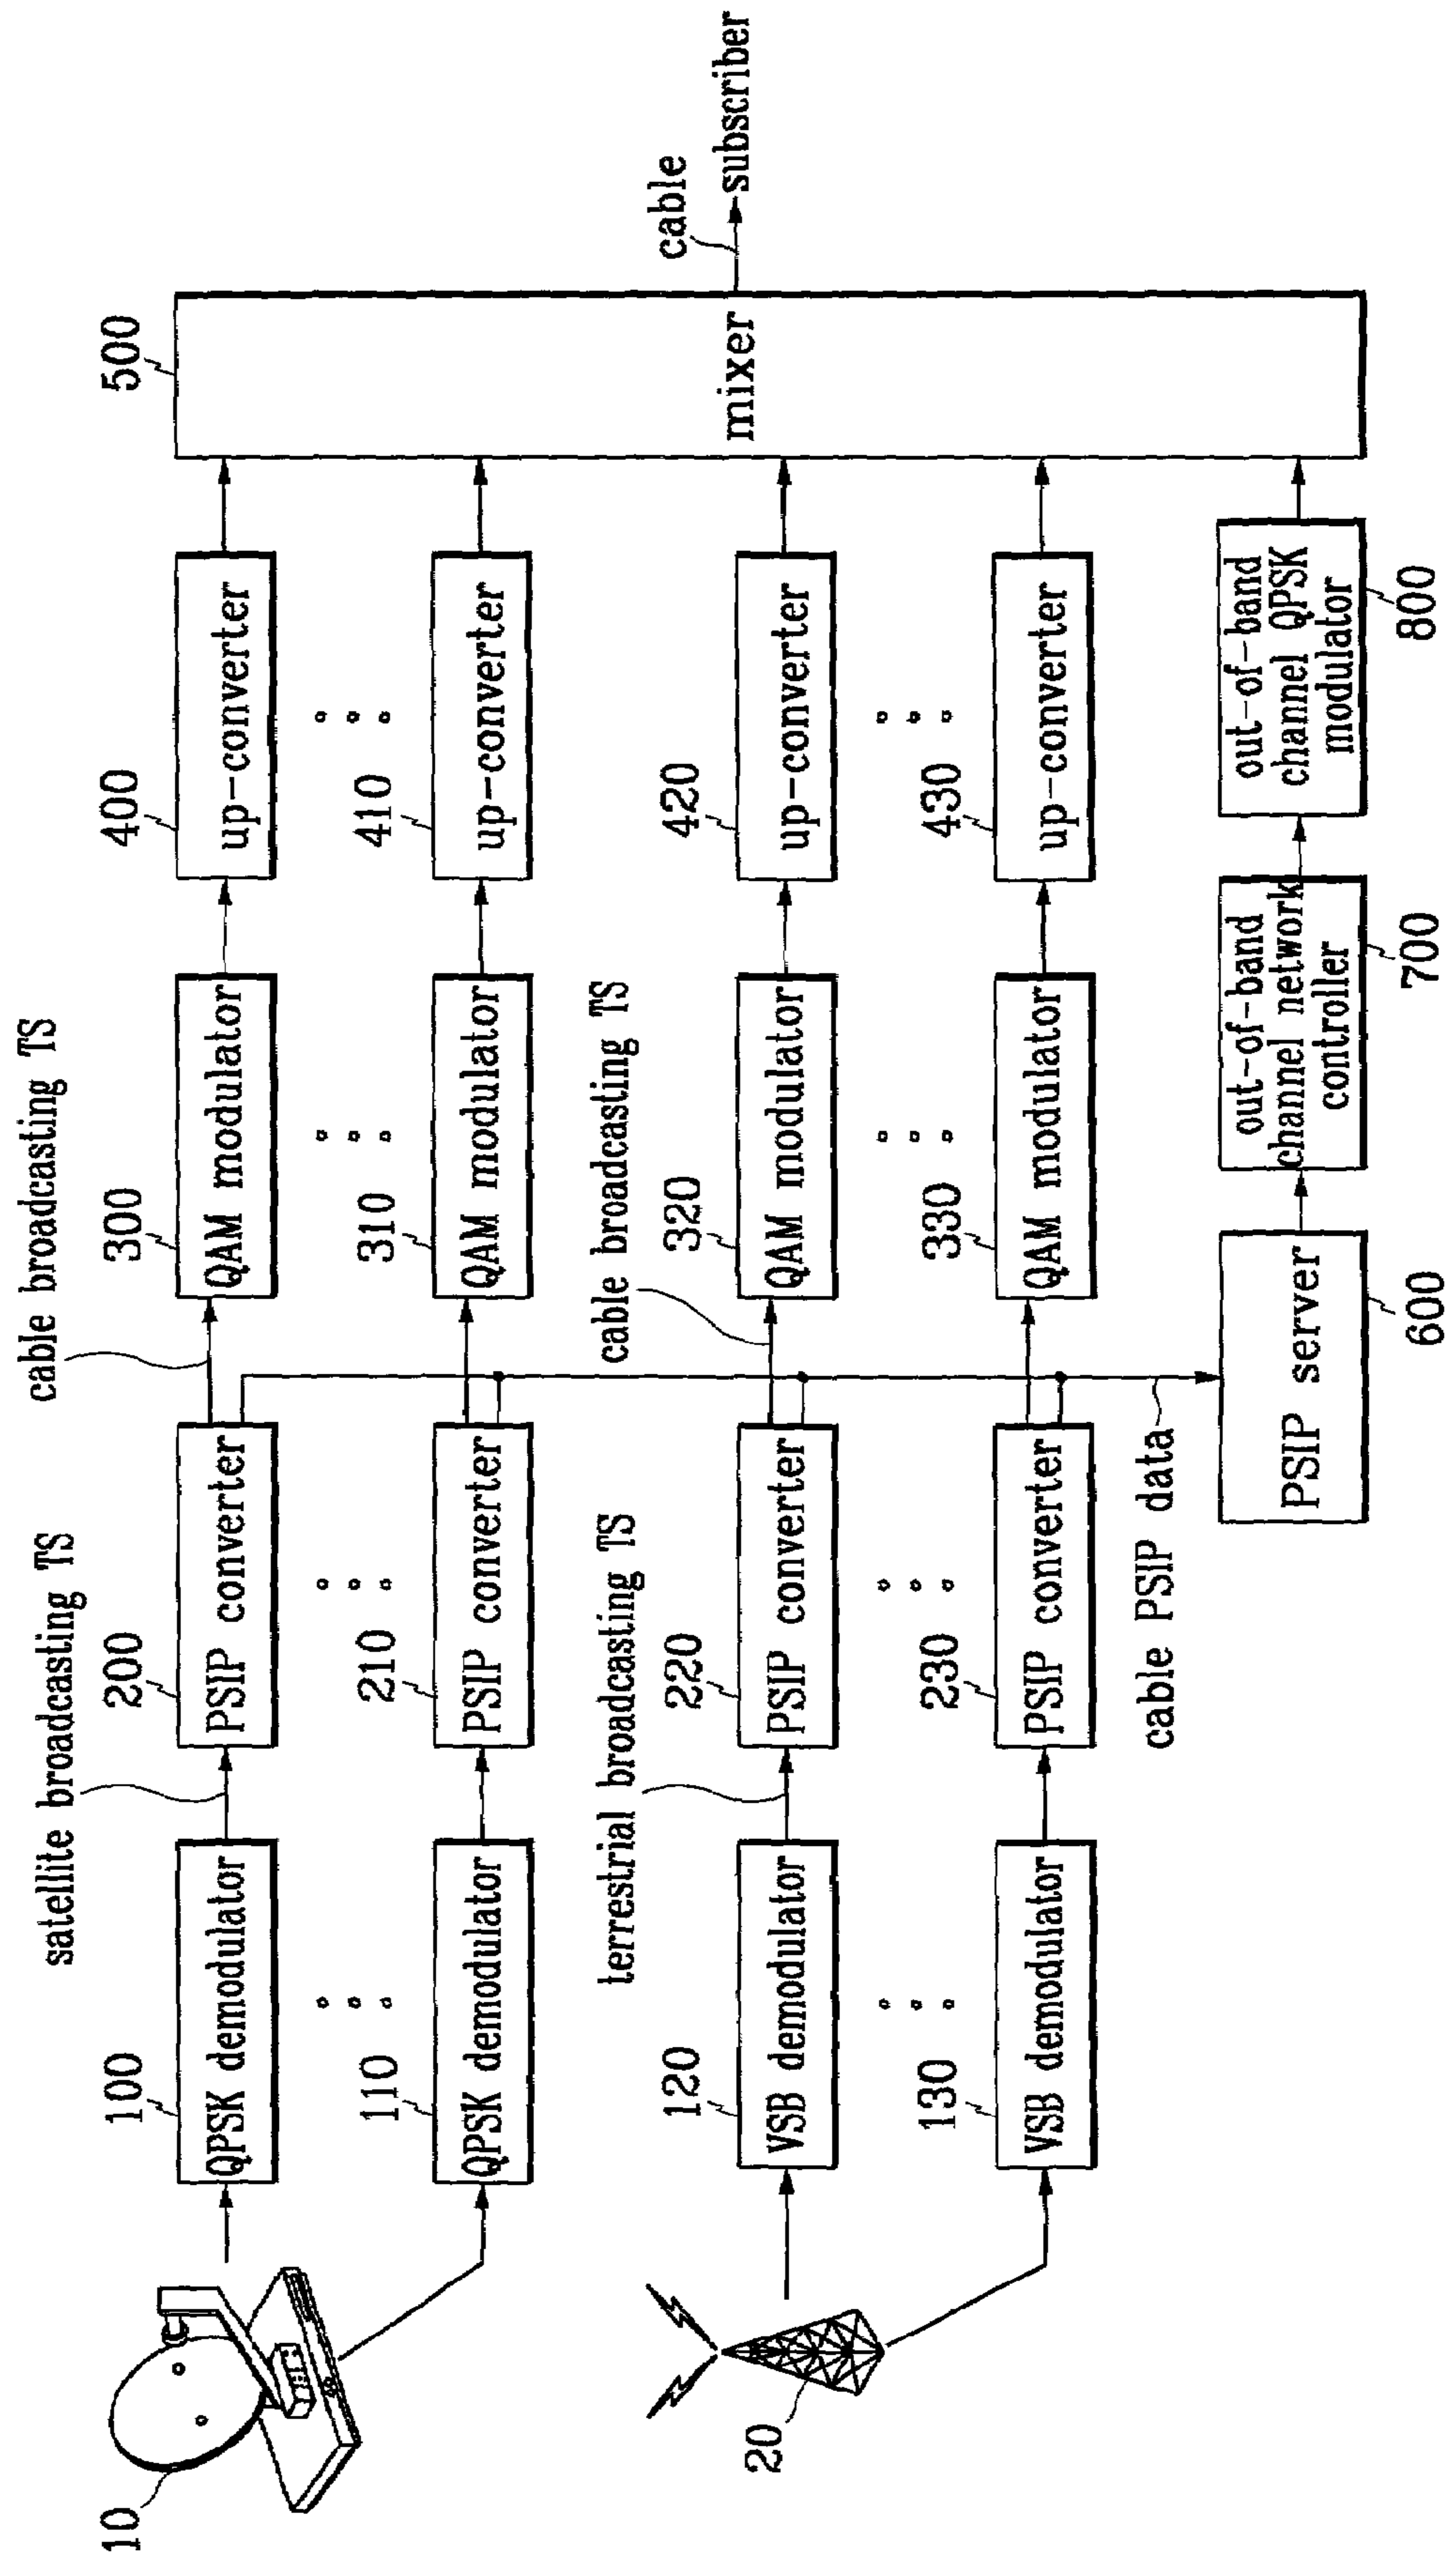 10
100
QPSK demodulator
satellite broadcasting TS
200
PSIP converter
cable broadcasting TS
300
QAM modulator
400
up-converter
110
QPSK demodulator
210
PSIP converter
310
QAM modulator
410
up-converter
20
120
VSB demodulator
terrestrial broadcasting TS
220
PSIP converter
cable broadcasting TS
320
QAM modulator
420
up-converter
130
VSB demodulator
230
PSIP converter
330
QAM modulator
430
up-converter
500
mixer
cable
subscriber
cable PSIP data
PSIP server
600
out-of-band
channel network
controller
700
out-of-band
channel QPSK
modulator
800